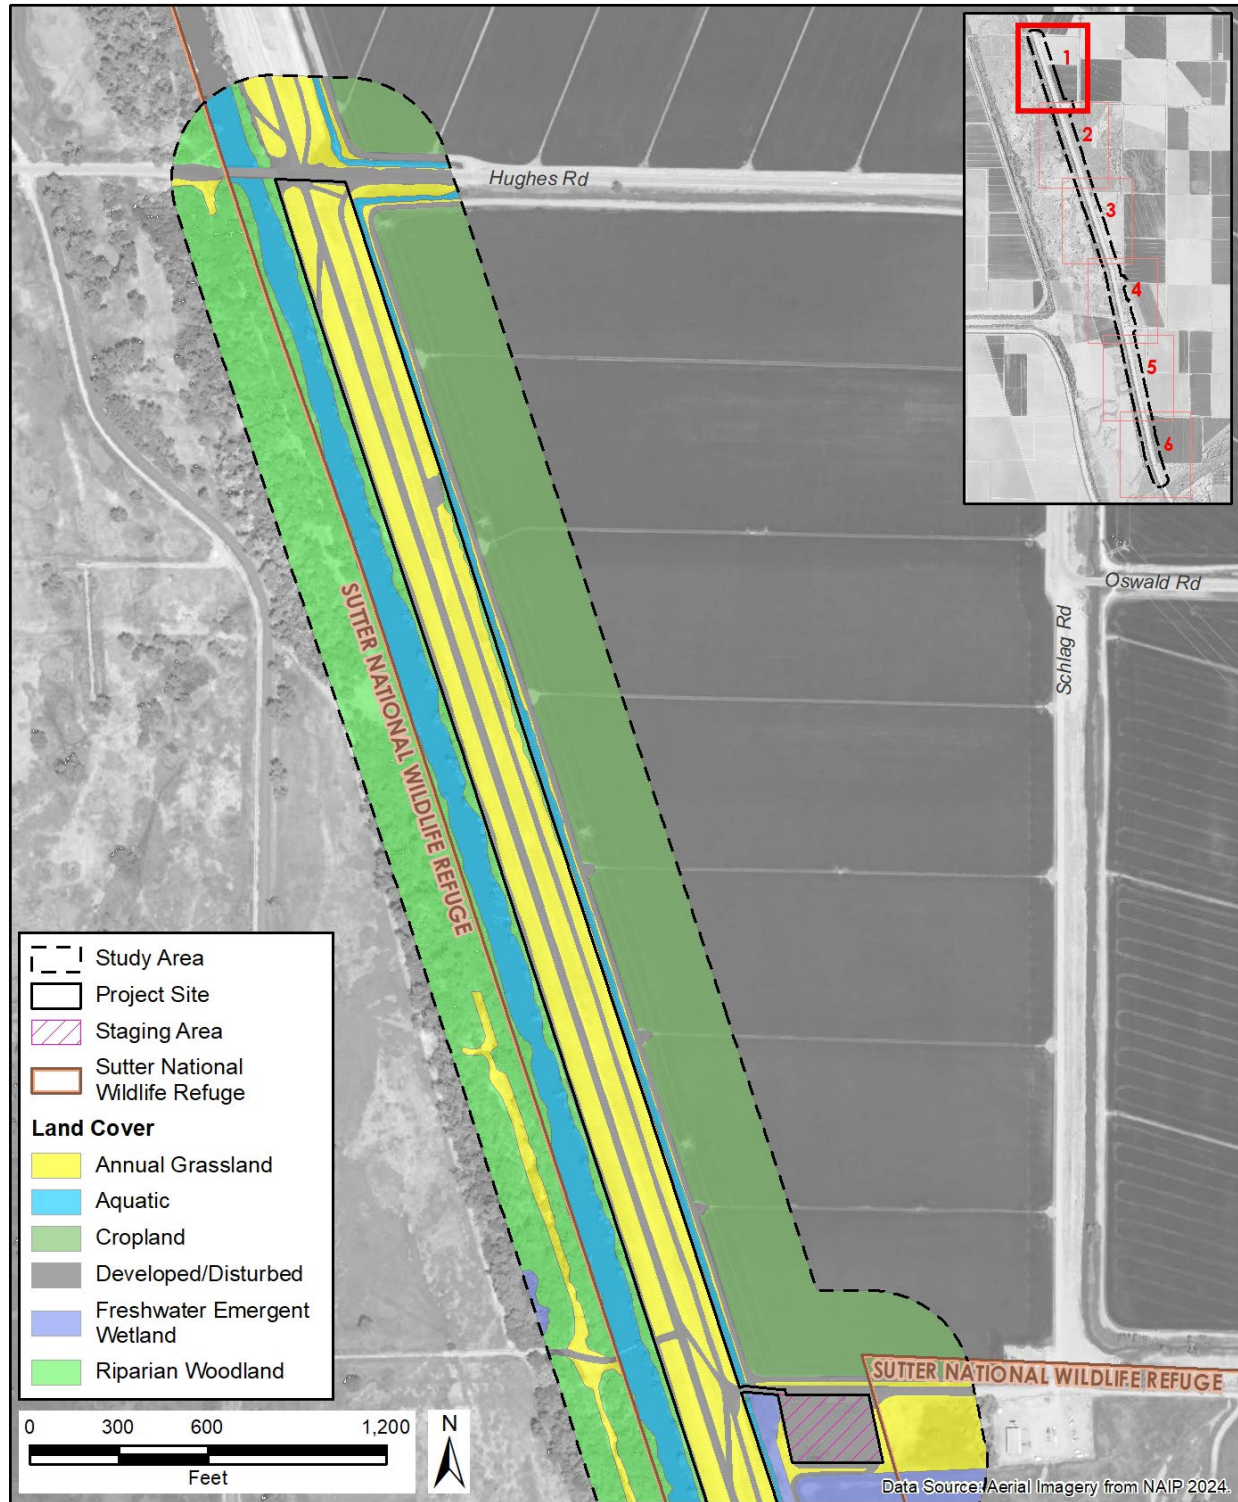 1
2
3
4
5
6
Hughes Rd
Oswald Rd
Schlag Rd
SUTTER NATIONAL WILDLIFE REFUGE
SUTTER NATIONAL WILDLIFE REFUGE
Study Area
Project Site
Staging Area
Sutter National
Wildlife Refuge
Land Cover
Annual Grassland
Aquatic
Cropland
Developed/Disturbed
Freshwater Emergent
Wetland
Riparian Woodland
0 300 600 1,200
Feet
N
Data Source: Aerial Imagery from NAIP 2024.